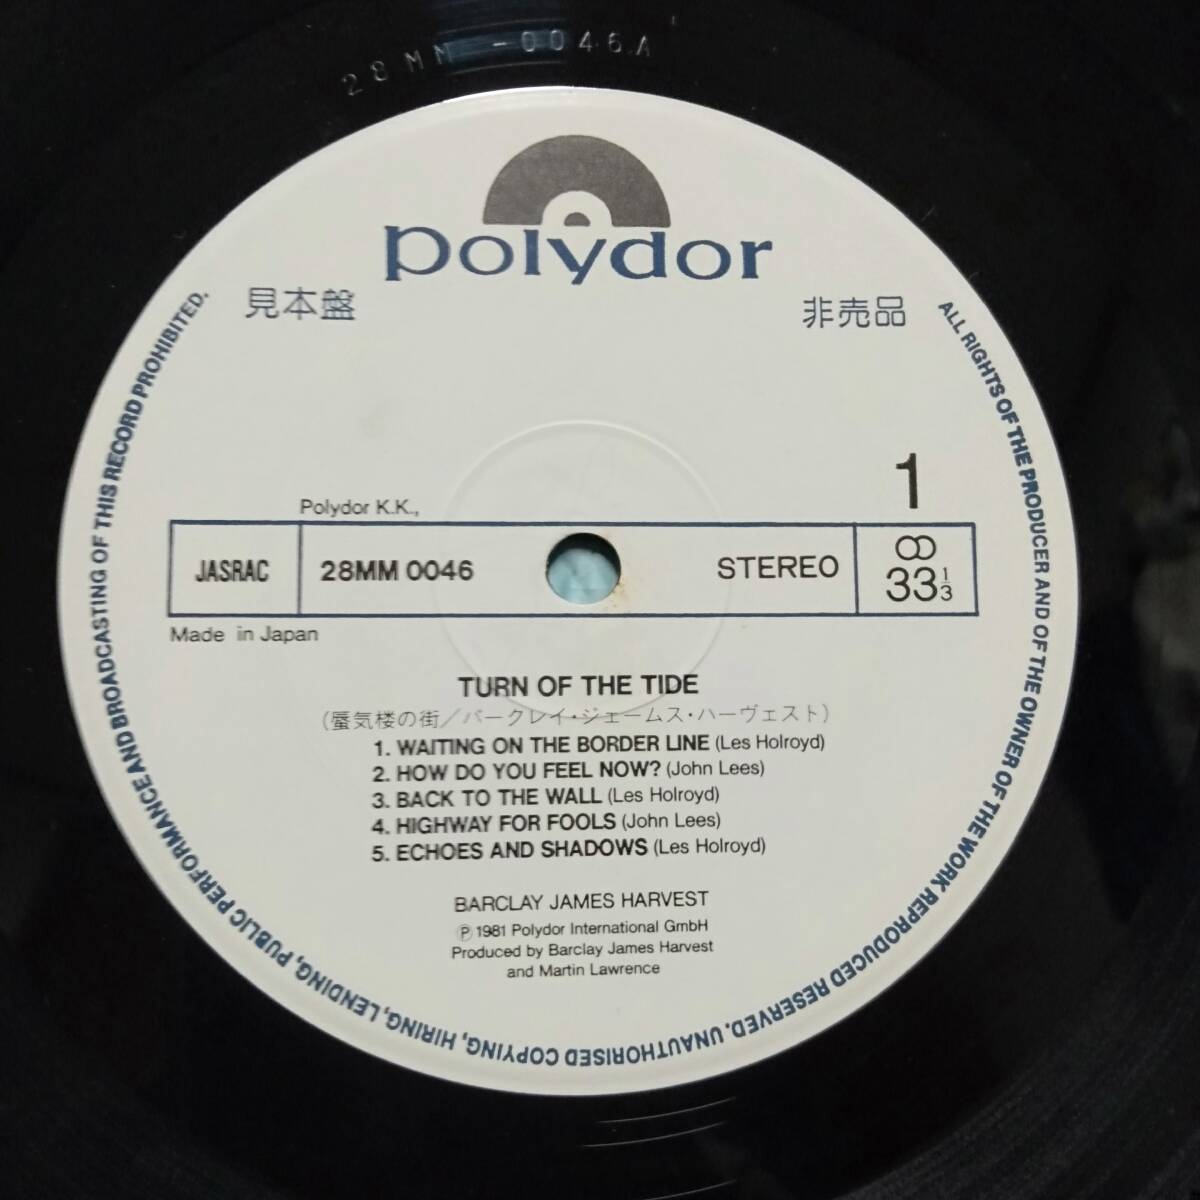 28MM-0046A
polydor
見本盤
非売品
1
Polydor K.K.,
JASRAC
28MM 0046
STEREO
33 1/3
Made in Japan
TURN OF THE TIDE
(蜃気楼の街/バークレイ・ジェームス・ハーヴェスト)
1. WAITING ON THE BORDER LINE (Les Holroyd)
2. HOW DO YOU FEEL NOW? (John Lees)
3. BACK TO THE WALL (Les Holroyd)
4. HIGHWAY FOR FOOLS (John Lees)
5. ECHOES AND SHADOWS (Les Holroyd)
BARCLAY JAMES HARVEST
Ⓟ 1981 Polydor International GmbH
Produced by Barclay James Harvest
and Martin Lawrence
ALL RIGHTS OF THE PRODUCER AND OF THE OWNER OF THE WORK REPRODUCED RESERVED. UNAUTHORISED COPYING, HIRING, LENDING, PUBLIC PERFORMANCE AND BROADCASTING OF THIS RECORD PROHIBITED.